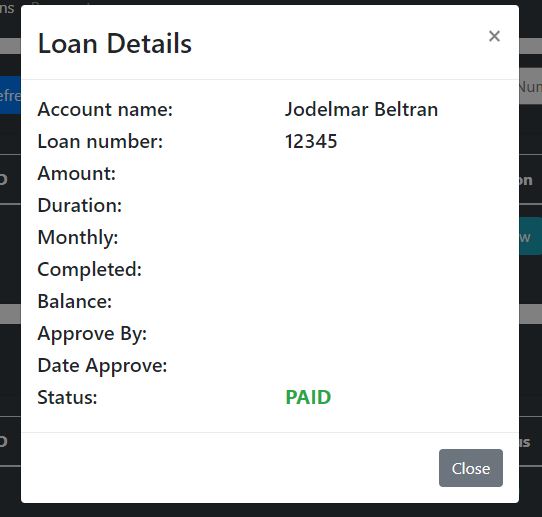 Loan Details
×
Account name: Jodelmar Beltran
Loan number: 12345
Amount:
Duration:
Monthly:
Completed:
Balance:
Approve By:
Date Approve:
Status: PAID
Close